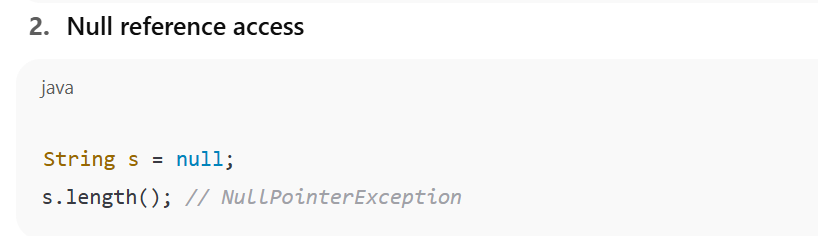 2. Null reference access
java
String s = null;
s.length(); // NullPointerException